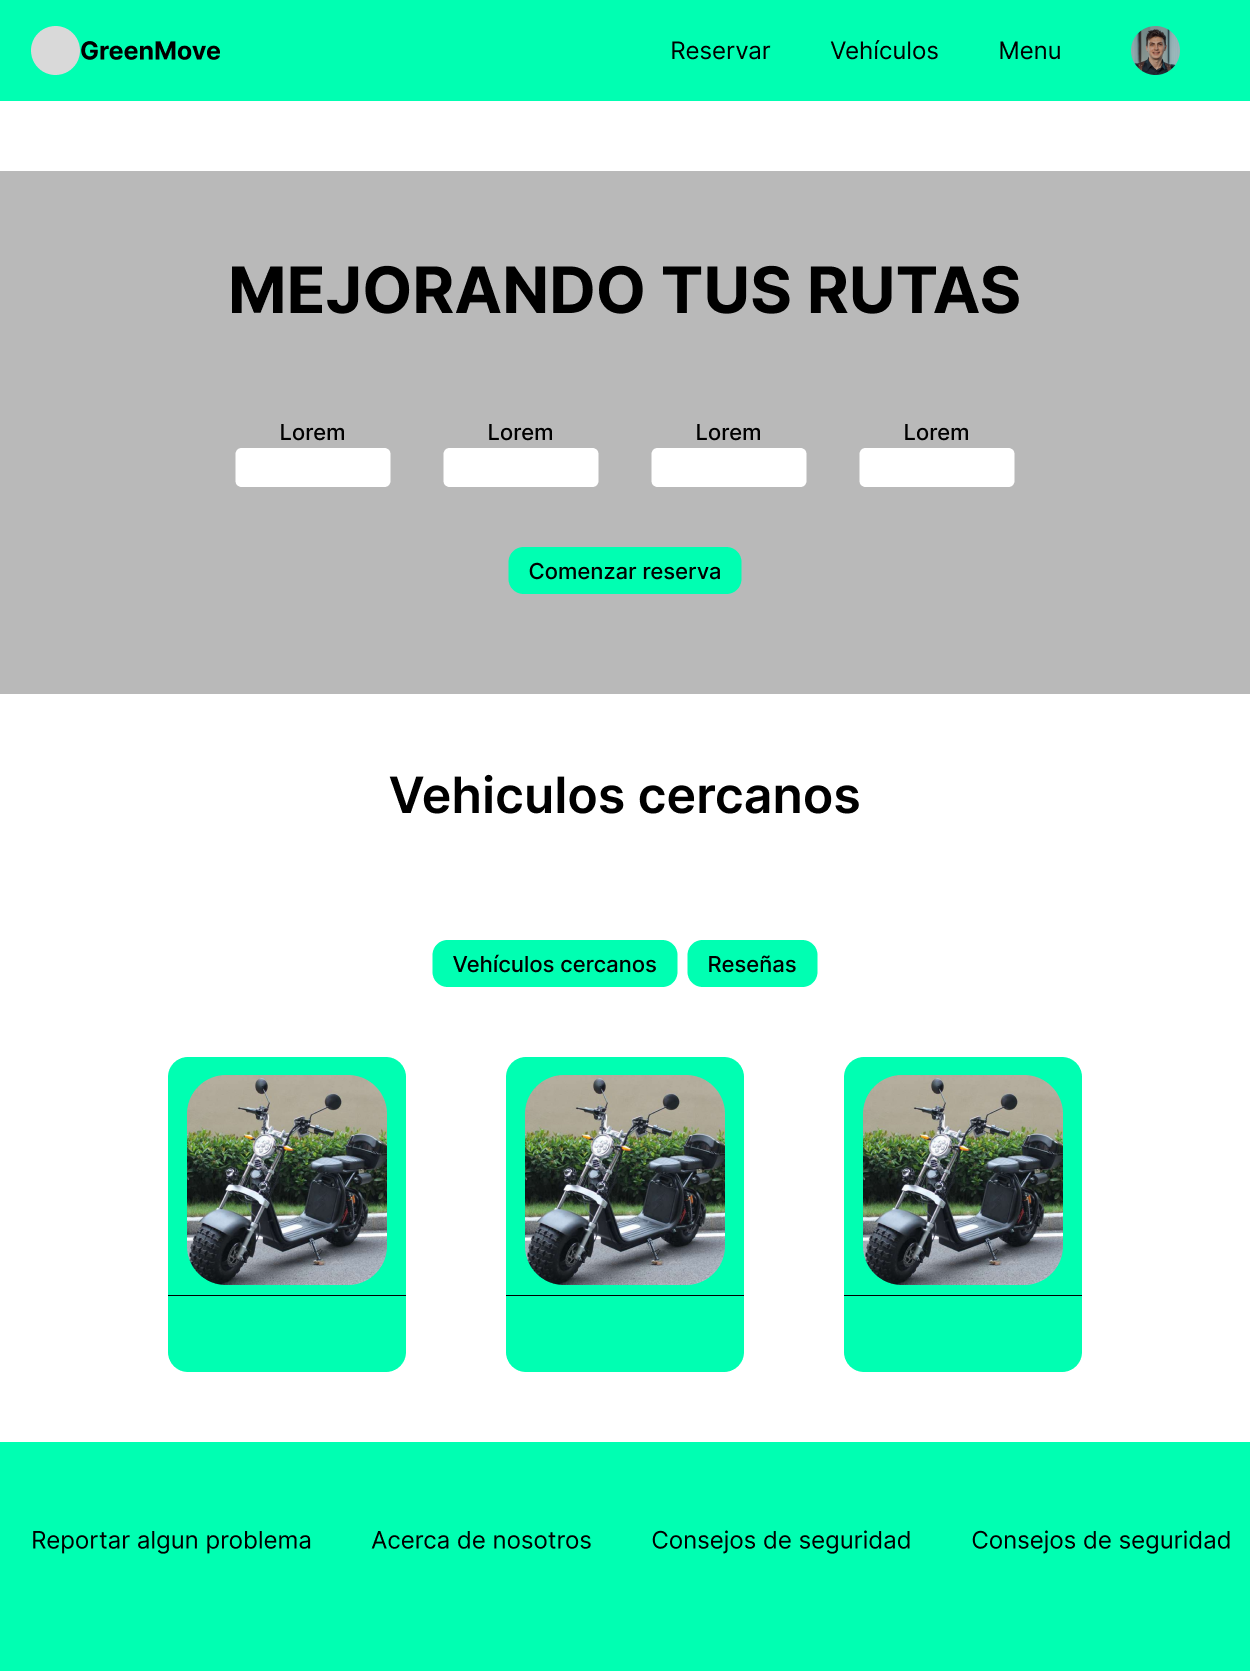 GreenMove
Reservar Vehículos Menu
MEJORANDO TUS RUTAS
Lorem Lorem Lorem Lorem
Comenzar reserva
Vehiculos cercanos
Vehículos cercanos Reseñas
Reportar algun problema Acerca de nosotros Consejos de seguridad Consejos de seguridad